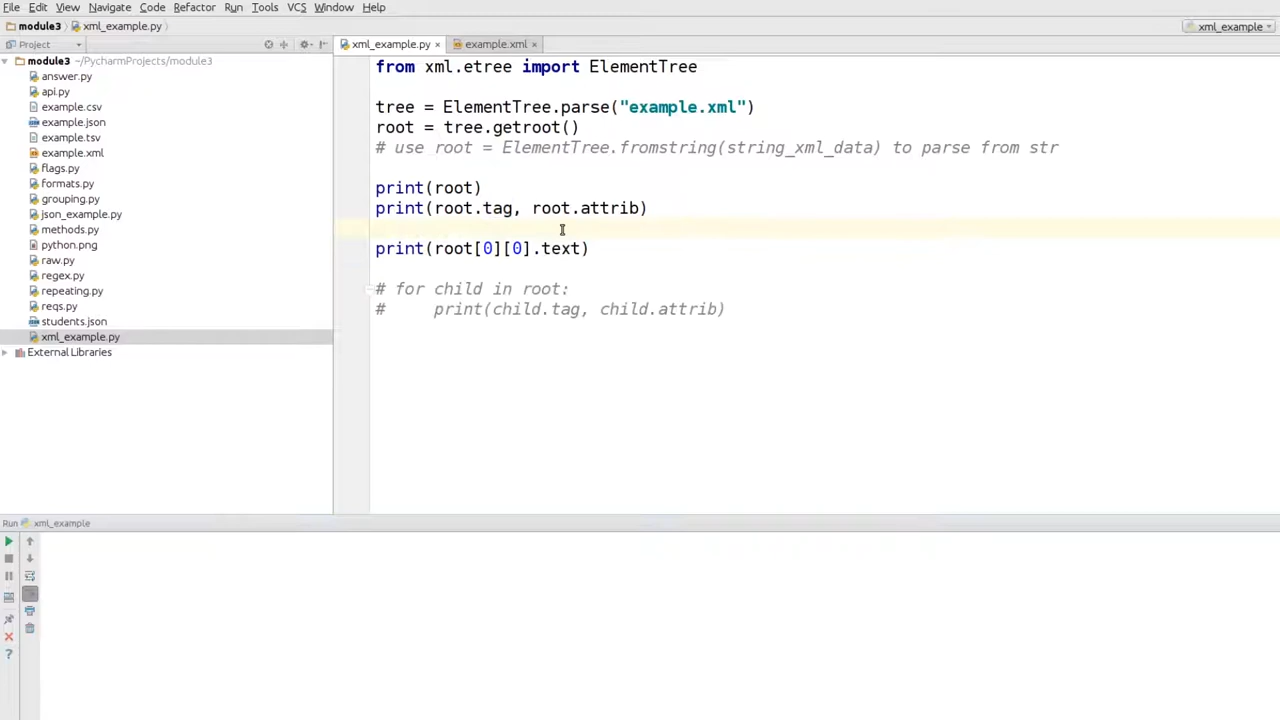 File Edit View Navigate Code Refactor Run Tools VCS Window Help
module3 xml_example.py xml_example
Project xml_example.py example.xml
module3 ~/PycharmProjects/module3
answer.py
api.py
example.csv
example.json
example.tsv
example.xml
flags.py
formats.py
grouping.py
json_example.py
methods.py
python.png
raw.py
regex.py
repeating.py
reqs.py
students.json
xml_example.py
External Libraries
from xml.etree import ElementTree
tree = ElementTree.parse("example.xml")
root = tree.getroot()
# use root = ElementTree.fromstring(string_xml_data) to parse from str
print(root)
print(root.tag, root.attrib)
print(root[0][0].text)
# for child in root:
#     print(child.tag, child.attrib)
Run xml_example